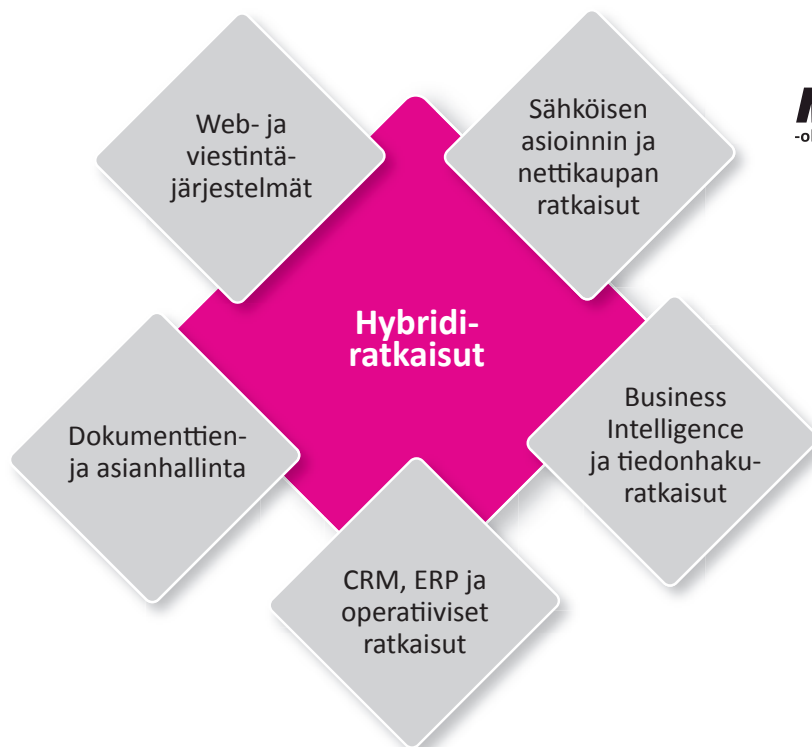 Web- ja
viestintä-
järjestelmät
Sähköisen
asioinnin ja
nettikaupan
ratkaisut
Hybridi-
ratkaisut
Dokumenttien-
ja asianhallinta
Business
Intelligence
ja tiedonhaku-
ratkaisut
CRM, ERP ja
operatiiviset
ratkaisut